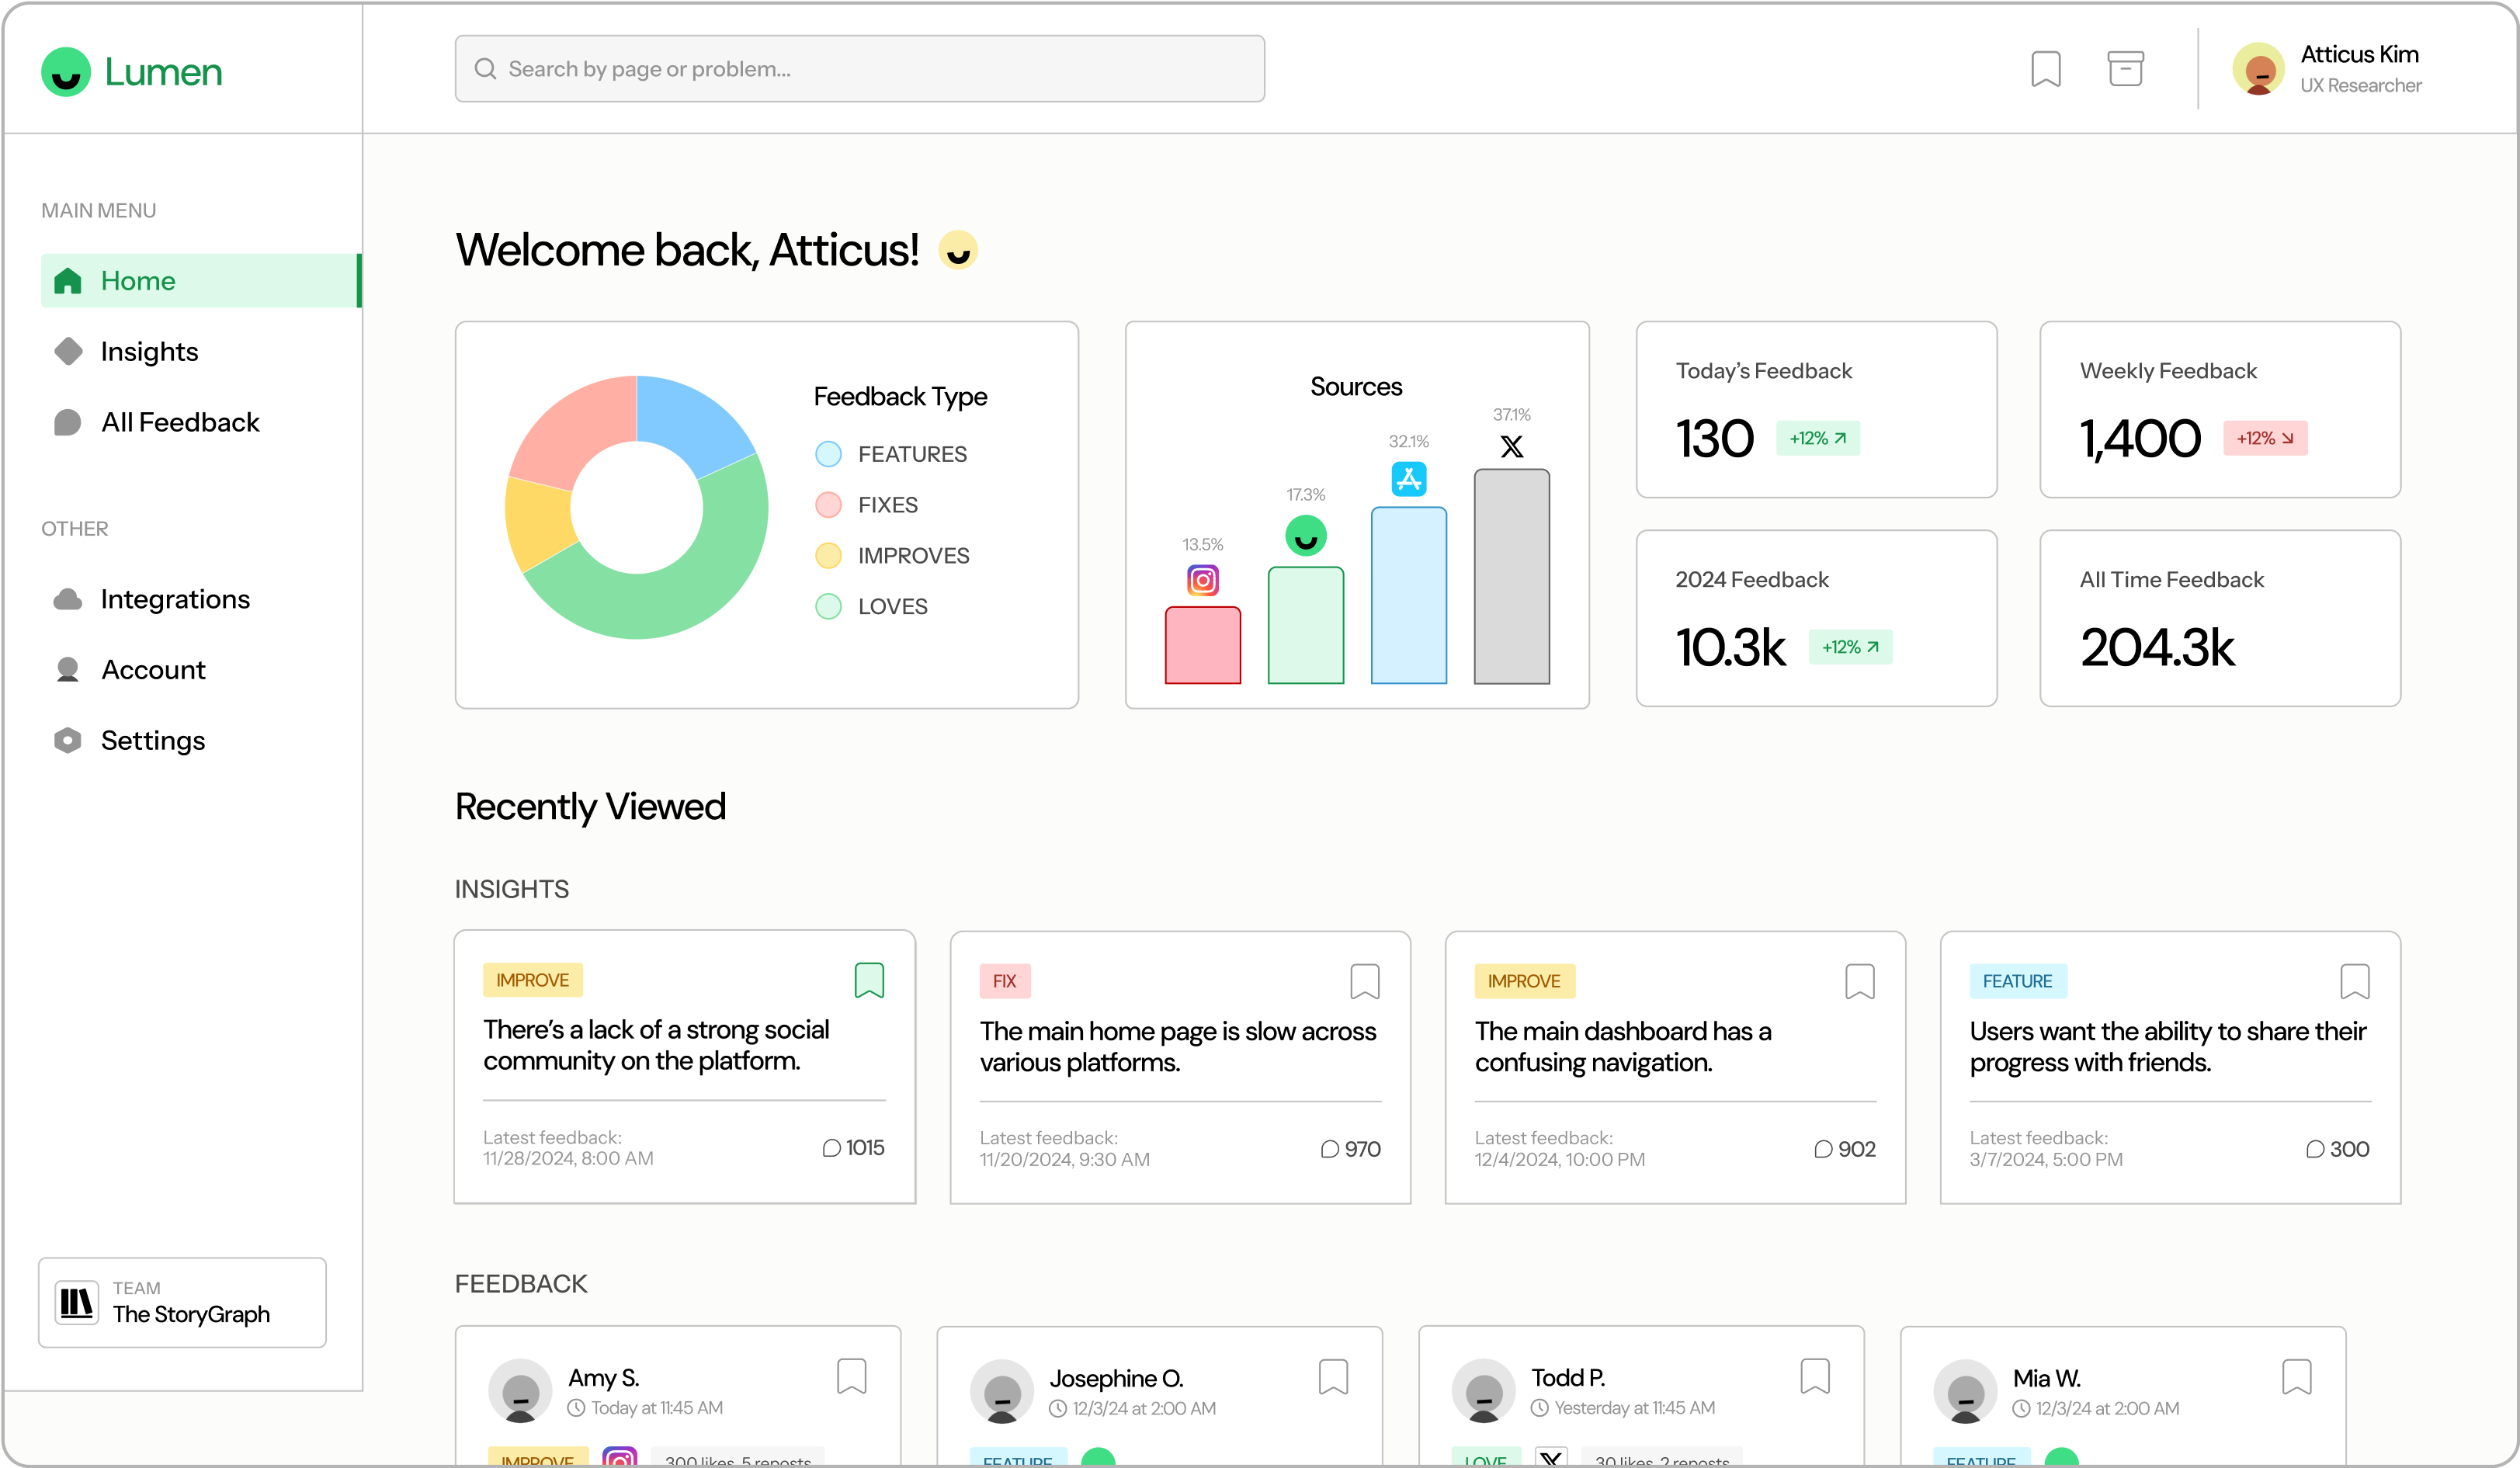 Lumen
Search by page or problem...
Atticus Kim
UX Researcher
MAIN MENU
Home
Insights
All Feedback
OTHER
Integrations
Account
Settings
TEAM
The StoryGraph
Welcome back, Atticus!
Feedback Type
FEATURES
FIXES
IMPROVES
LOVES
Sources
13.5%
17.3%
32.1%
37.1%
Today's Feedback
130
+12%
Weekly Feedback
1,400
+12%
2024 Feedback
10.3k
+12%
All Time Feedback
204.3k
Recently Viewed
INSIGHTS
IMPROVE
There's a lack of a strong social
community on the platform.
Latest feedback:
11/28/2024, 8:00 AM
1015
FIX
The main home page is slow across
various platforms.
Latest feedback:
11/20/2024, 9:30 AM
970
IMPROVE
The main dashboard has a
confusing navigation.
Latest feedback:
12/4/2024, 10:00 PM
902
FEATURE
Users want the ability to share their
progress with friends.
Latest feedback:
3/7/2024, 5:00 PM
300
FEEDBACK
Amy S.
Today at 11:45 AM
IMPROVE
300 likes, 5 reposts
Josephine O.
12/3/24 at 2:00 AM
FEATURE
Todd P.
Yesterday at 11:45 AM
LOVE
30 likes, 2 reposts
Mia W.
12/3/24 at 2:00 AM
FEATURE